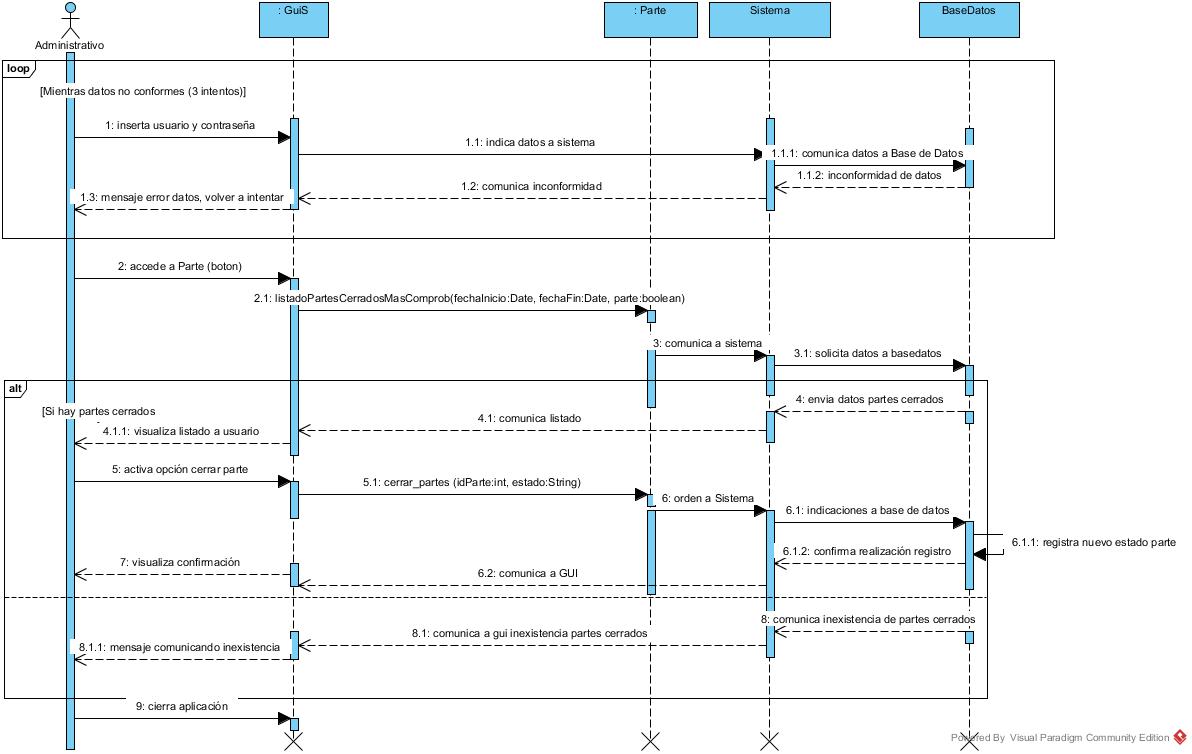 : GuiS
: Parte
Sistema
BaseDatos
Administrativo
loop
[Mientras datos no conformes (3 intentos)]
1: inserta usuario y contraseña
1.1: indica datos a sistema
1.1.1: comunica datos a Base de Datos
1.1.2: inconformidad de datos
1.2: comunica inconformidad
1.3: mensaje error datos, volver a intentar
2: accede a Parte (boton)
2.1: listadoPartesCerradosMasComprob(fechaInicio:Date, fechaFin:Date, parte:boolean)
3: comunica a sistema
3.1: solicita datos a basedatos
alt
[Si hay partes cerrados
4: envia datos partes cerrados
4.1: comunica listado
4.1.1: visualiza listado a usuario
5: activa opción cerrar parte
5.1: cerrar_partes (idParte:int, estado:String)
6: orden a Sistema
6.1: indicaciones a base de datos
6.1.1: registra nuevo estado parte
6.1.2: confirma realización registro
7: visualiza confirmación
6.2: comunica a GUI
8: comunica inexistencia de partes cerrados
8.1: comunica a gui inexistencia partes cerrados
8.1.1: mensaje comunicando inexistencia
9: cierra aplicación
Powered By Visual Paradigm Community Edition